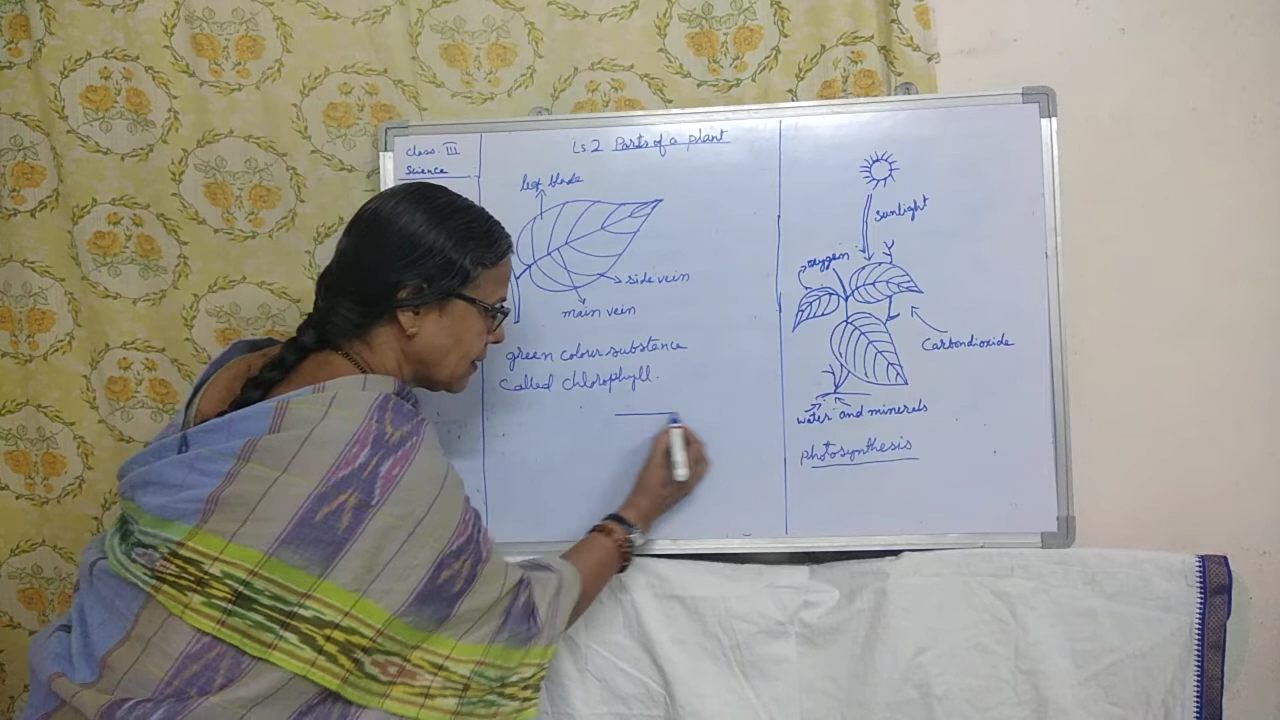 class. III
Science
Ls 2 Parts of a plant
leaf blade
side vein
main vein
green colour substence
Called chlorophyll.
sunlight
oxygen
Carbondioxide
water and minerals
photosynthesis